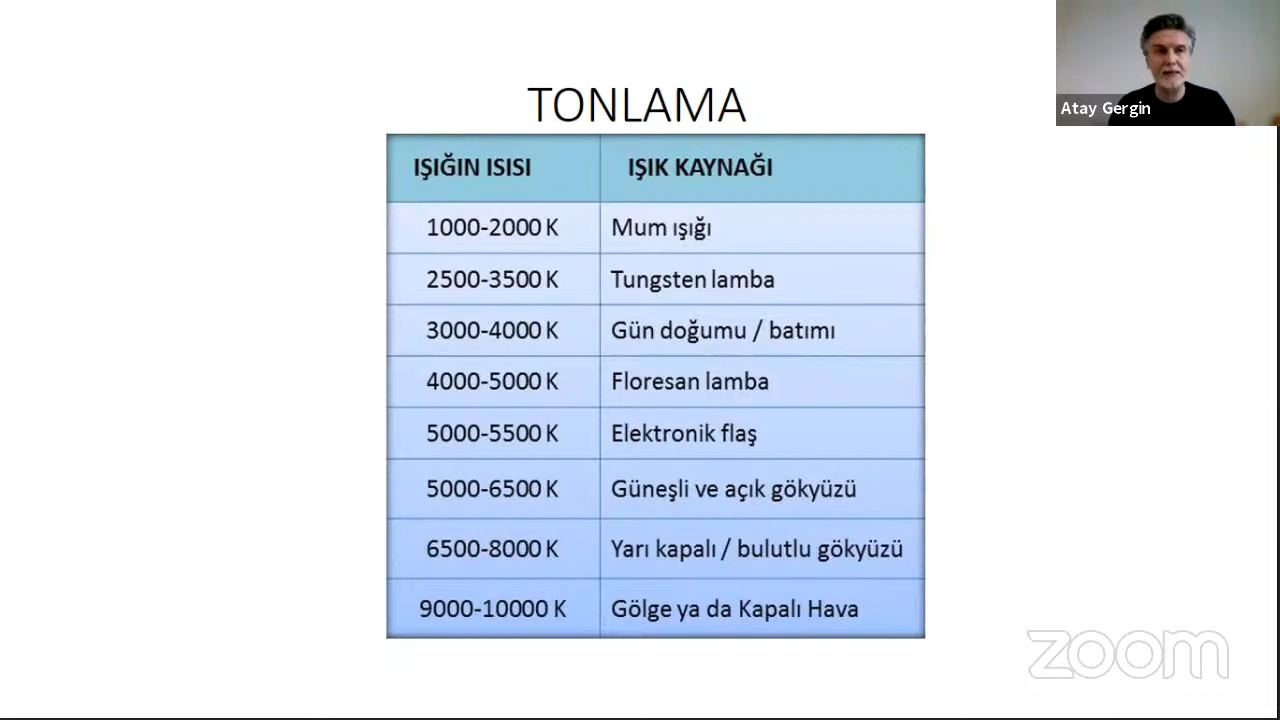 TONLAMA
IŞIĞIN ISISI IŞIK KAYNAĞI
1000-2000 K Mum ışığı
2500-3500 K Tungsten lamba
3000-4000 K Gün doğumu / batımı
4000-5000 K Floresan lamba
5000-5500 K Elektronik flaş
5000-6500 K Güneşli ve açık gökyüzü
6500-8000 K Yarı kapalı / bulutlu gökyüzü
9000-10000 K Gölge ya da Kapalı Hava
Atay Gergin
zoom